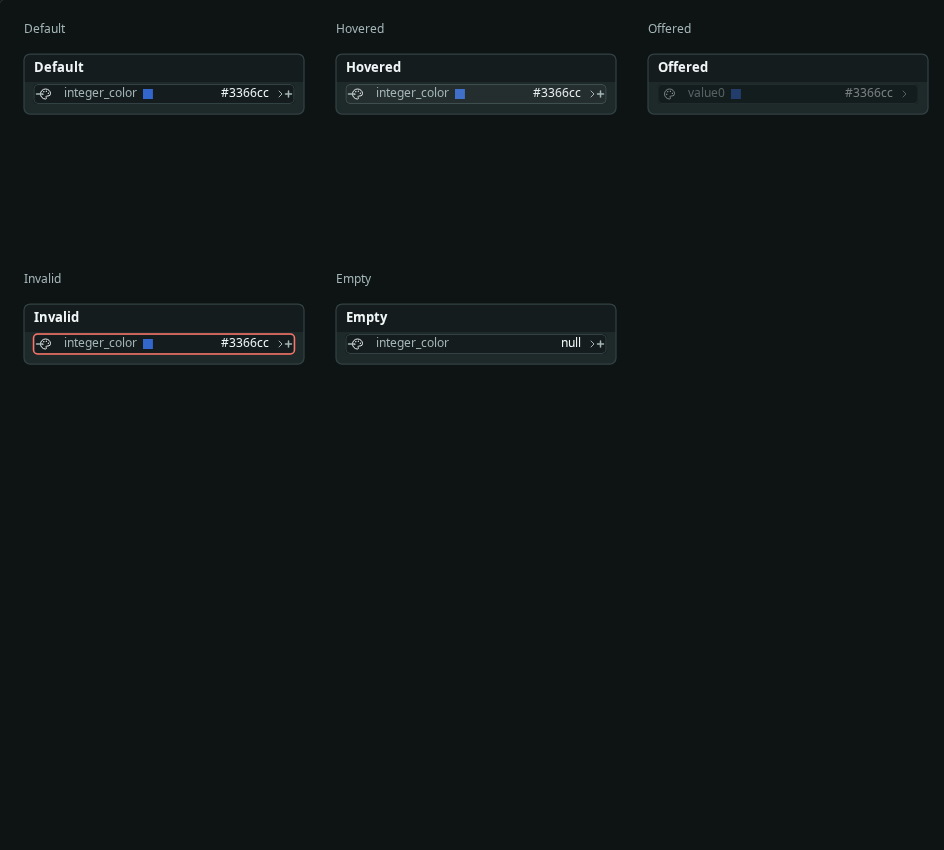 Default
Hovered
Offered
Default
Hovered
Offered
integer_color #3366cc
integer_color #3366cc
value0 #3366cc
Invalid
Empty
Invalid
Empty
integer_color #3366cc
integer_color null